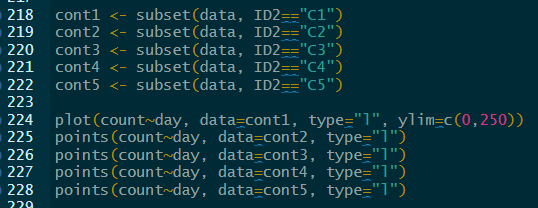 218 cont1 <- subset(data, ID2=="C1")
219 cont2 <- subset(data, ID2=="C2")
220 cont3 <- subset(data, ID2=="C3")
221 cont4 <- subset(data, ID2=="C4")
222 cont5 <- subset(data, ID2=="C5")
223
224 plot(count~day, data=cont1, type="l", ylim=c(0,250))
225 points(count~day, data=cont2, type="l")
226 points(count~day, data=cont3, type="l")
227 points(count~day, data=cont4, type="l")
228 points(count~day, data=cont5, type="l")